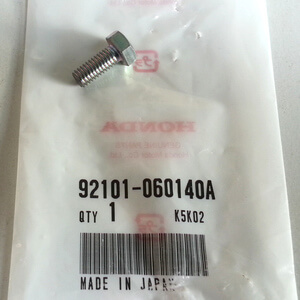 HONDA
92101-060140A
QTY 1 K5K02
MADE IN JAPAN